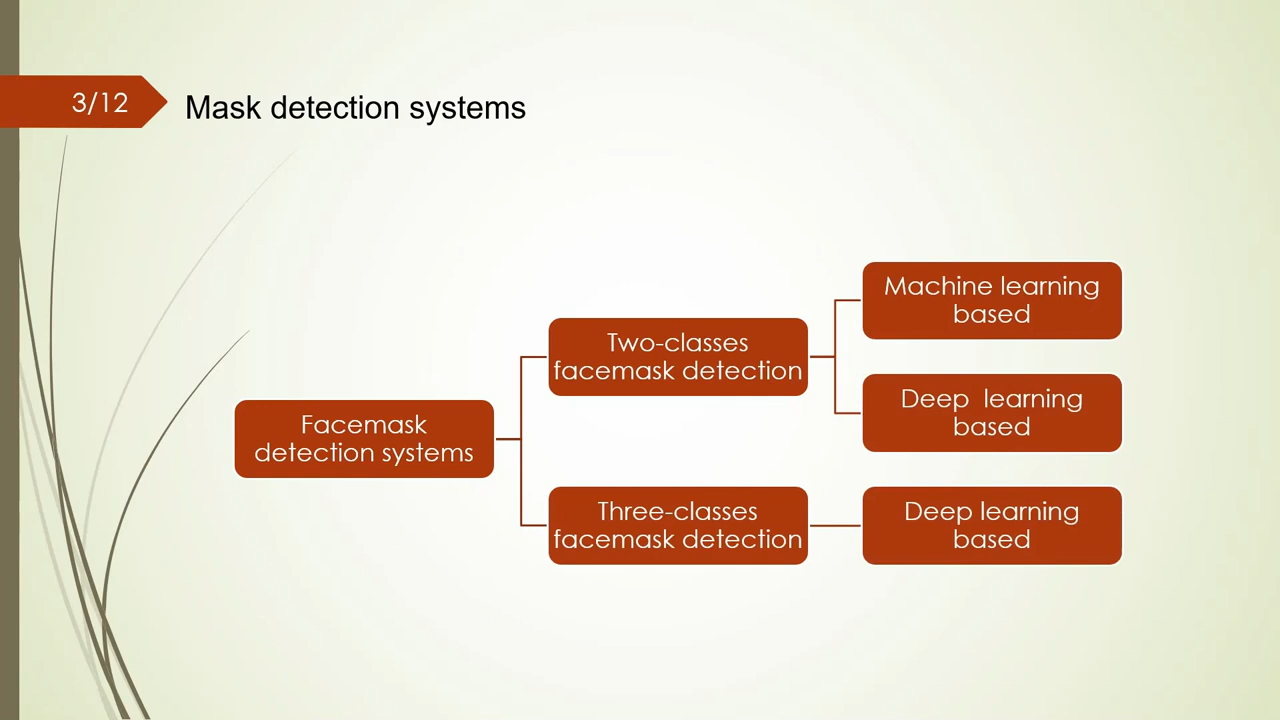 3/12
Mask detection systems
Facemask
detection systems
Two-classes
facemask detection
Machine learning
based
Deep  learning
based
Three-classes
facemask detection
Deep learning
based